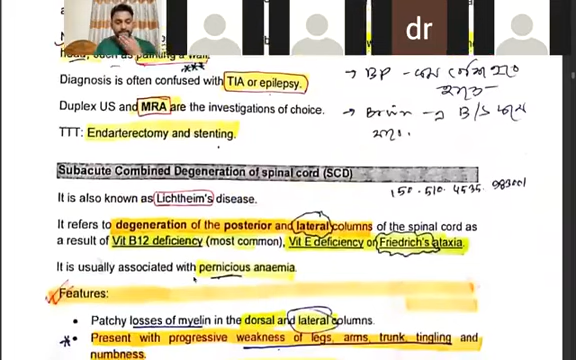 dr
painting a wall
***
Diagnosis is often confused with TIA or epilepsy.
Duplex US and MRA are the investigations of choice.
TTT: Endarterectomy and stenting.
→ BP -
→ B/S
Subacute Combined Degeneration of spinal cord (SCD)
It is also known as Lichtheim's disease.
It refers to degeneration of the posterior and lateral columns of the spinal cord as
a result of Vit B12 deficiency (most common), Vit E deficiency or Friedrich's ataxia.
It is usually associated with pernicious anaemia.
Features:
• Patchy losses of myelin in the dorsal and lateral columns.
• Present with progressive weakness of legs, arms, trunk, tingling and
numbness.